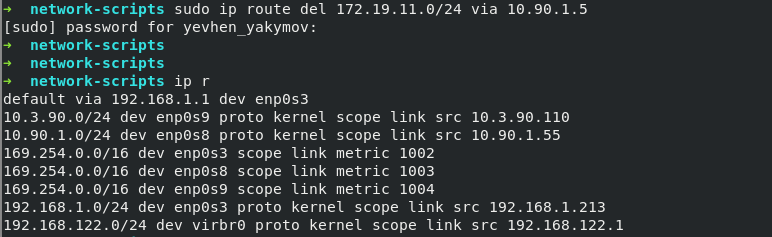 ➜  network-scripts sudo ip route del 172.19.11.0/24 via 10.90.1.5
[sudo] password for yevhen_yakymov:
➜  network-scripts
➜  network-scripts
➜  network-scripts ip r
default via 192.168.1.1 dev enp0s3
10.3.90.0/24 dev enp0s9 proto kernel scope link src 10.3.90.110
10.90.1.0/24 dev enp0s8 proto kernel scope link src 10.90.1.55
169.254.0.0/16 dev enp0s3 scope link metric 1002
169.254.0.0/16 dev enp0s8 scope link metric 1003
169.254.0.0/16 dev enp0s9 scope link metric 1004
192.168.1.0/24 dev enp0s3 proto kernel scope link src 192.168.1.213
192.168.122.0/24 dev virbr0 proto kernel scope link src 192.168.122.1